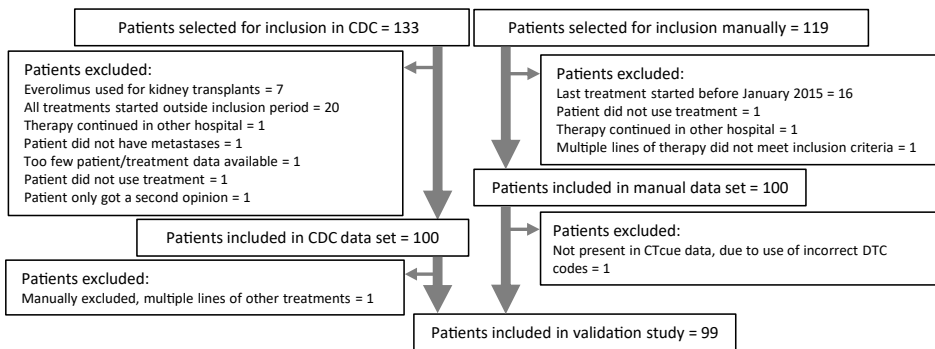 Patients selected for inclusion in CDC = 133
Patients selected for inclusion manually = 119
Patients excluded:
Everolimus used for kidney transplants = 7
All treatments started outside inclusion period = 20
Therapy continued in other hospital = 1
Patient did not have metastases = 1
Too few patient/treatment data available = 1
Patient did not use treatment = 1
Patient only got a second opinion = 1
Patients excluded:
Last treatment started before January 2015 = 16
Patient did not use treatment = 1
Therapy continued in other hospital = 1
Multiple lines of therapy did not meet inclusion criteria = 1
Patients included in manual data set = 100
Patients included in CDC data set = 100
Patients excluded:
Not present in CTcue data, due to use of incorrect DTC
codes = 1
Patients excluded:
Manually excluded, multiple lines of other treatments = 1
Patients included in validation study = 99